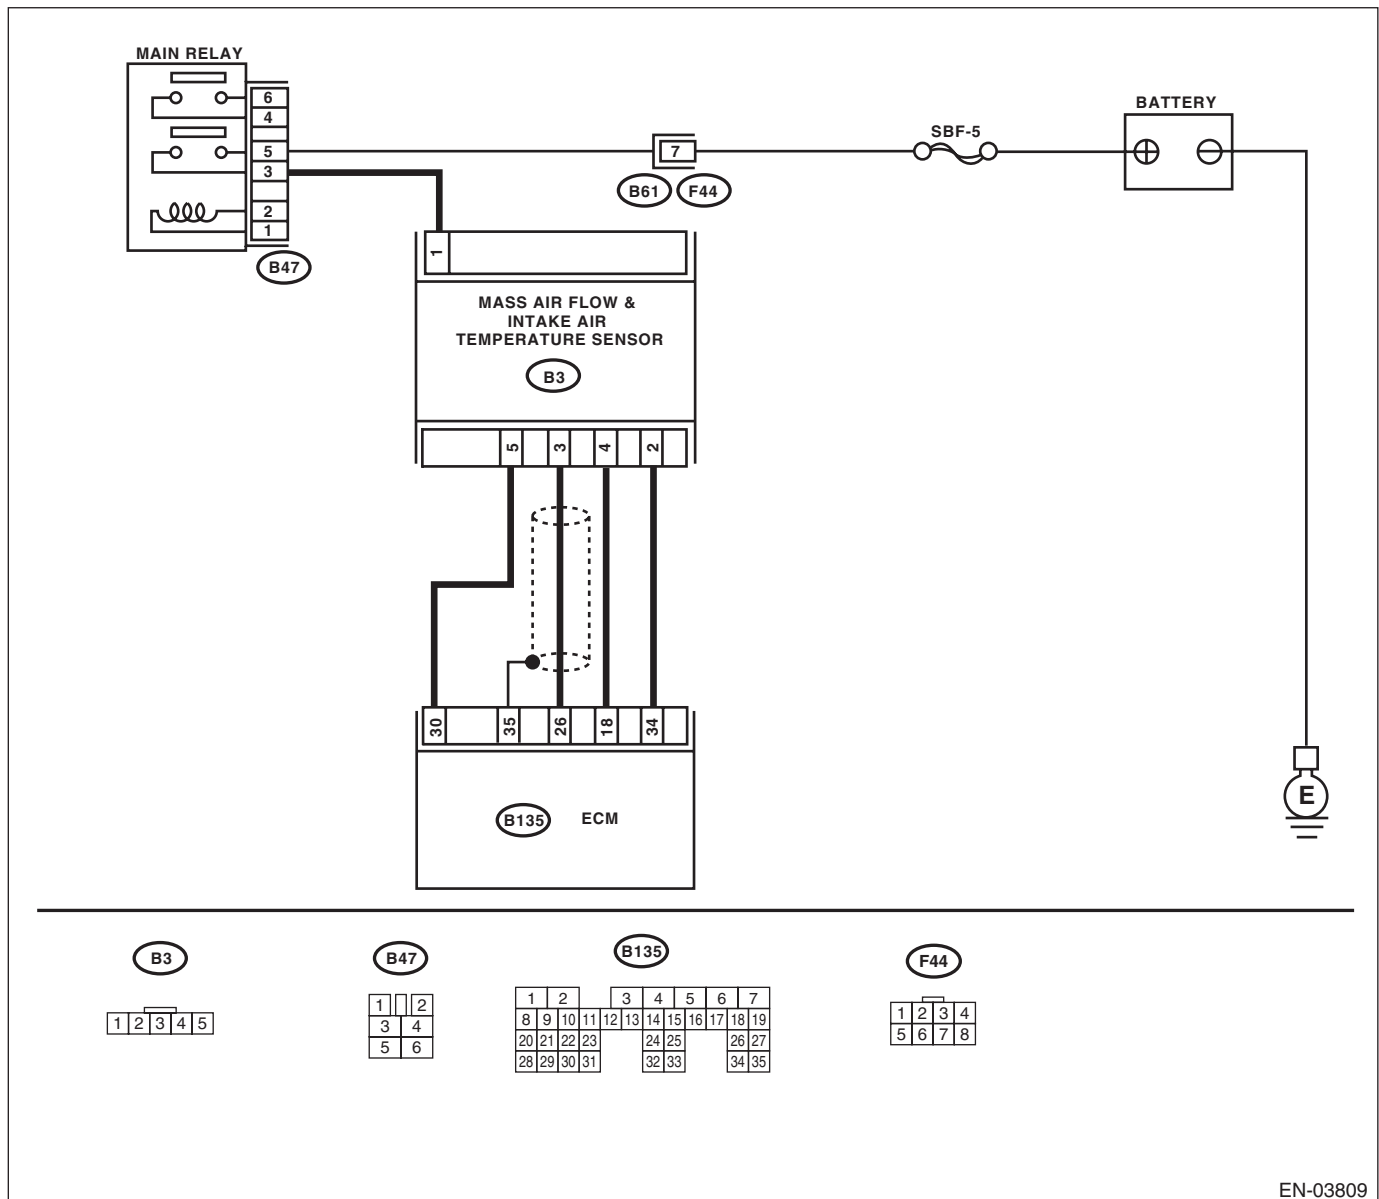 MAIN RELAY
6
4
5
3
2
1
B47
7
B61 F44
SBF-5
BATTERY
1
MASS AIR FLOW &
INTAKE AIR
TEMPERATURE SENSOR
B3
5 3 4 2
30 35 26 18 34
B135 ECM
E
B3
1 2 3 4 5
B47
1 2
3 4
5 6
B135
1 2 3 4 5 6 7
8 9 10 11 12 13 14 15 16 17 18 19
20 21 22 23 24 25 26 27
28 29 30 31 32 33 34 35
F44
1 2 3 4
5 6 7 8
EN-03809